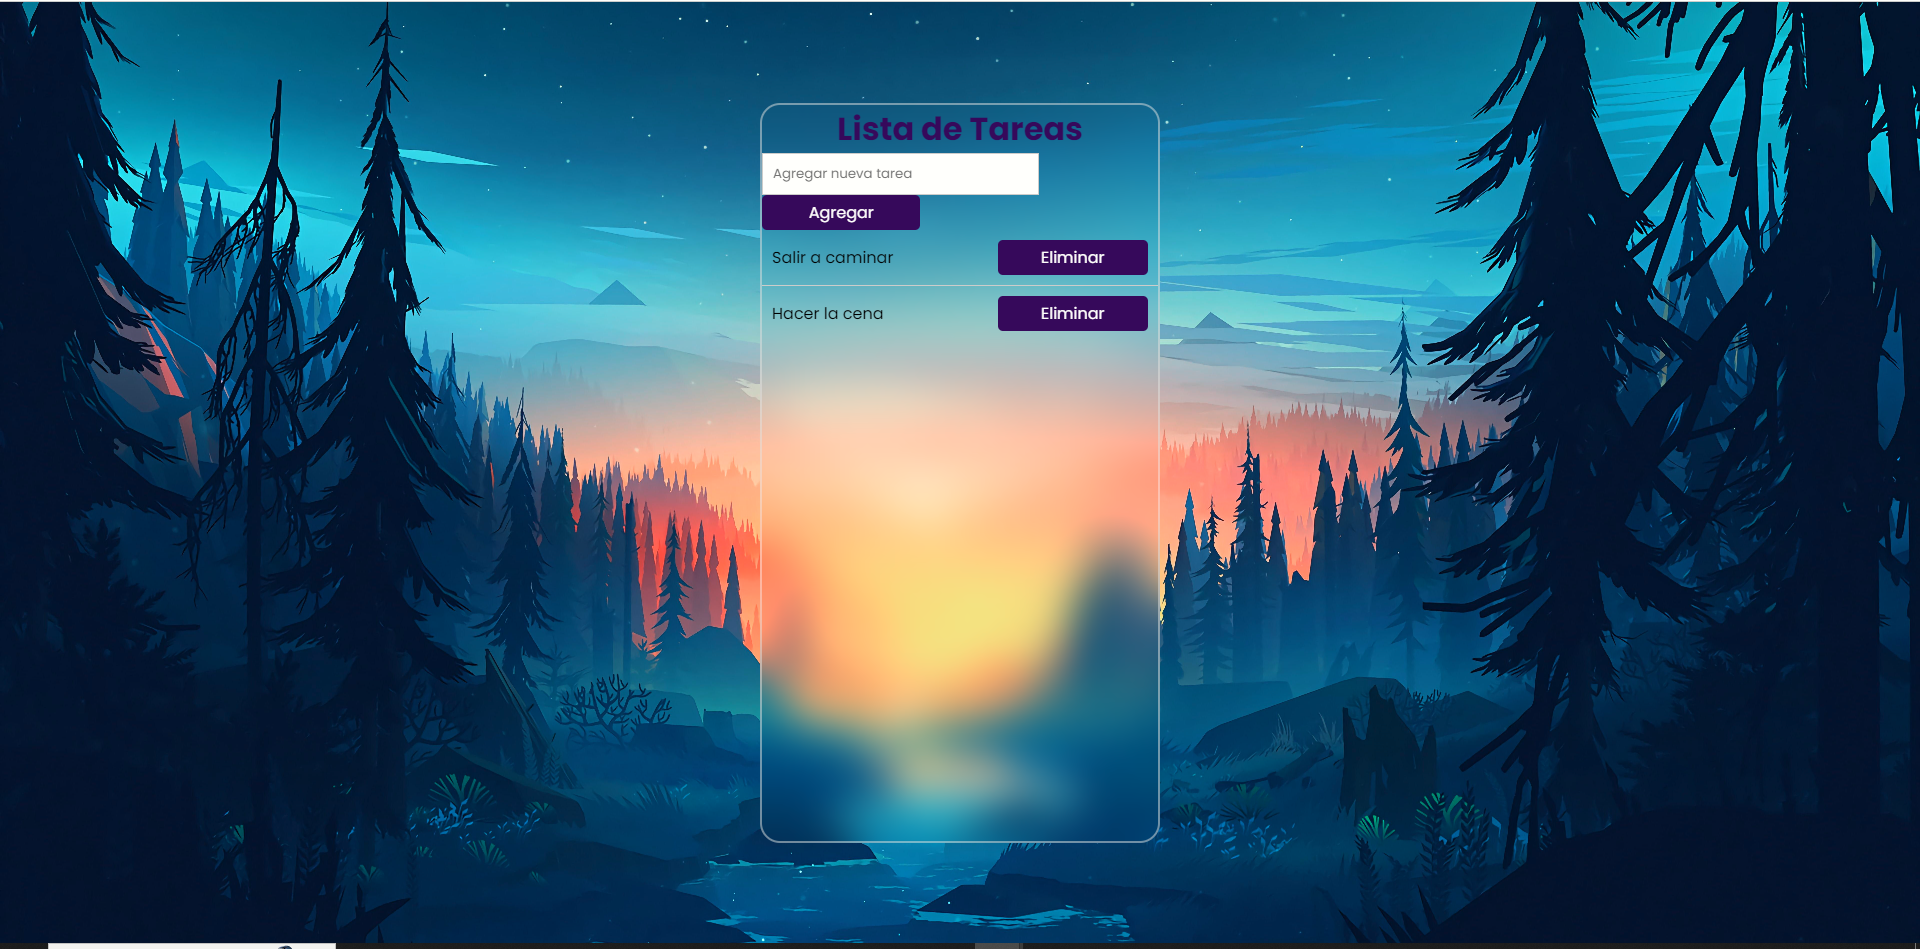 Lista de Tareas
Agregar nueva tarea
Agregar
Salir a caminar Eliminar
Hacer la cena Eliminar